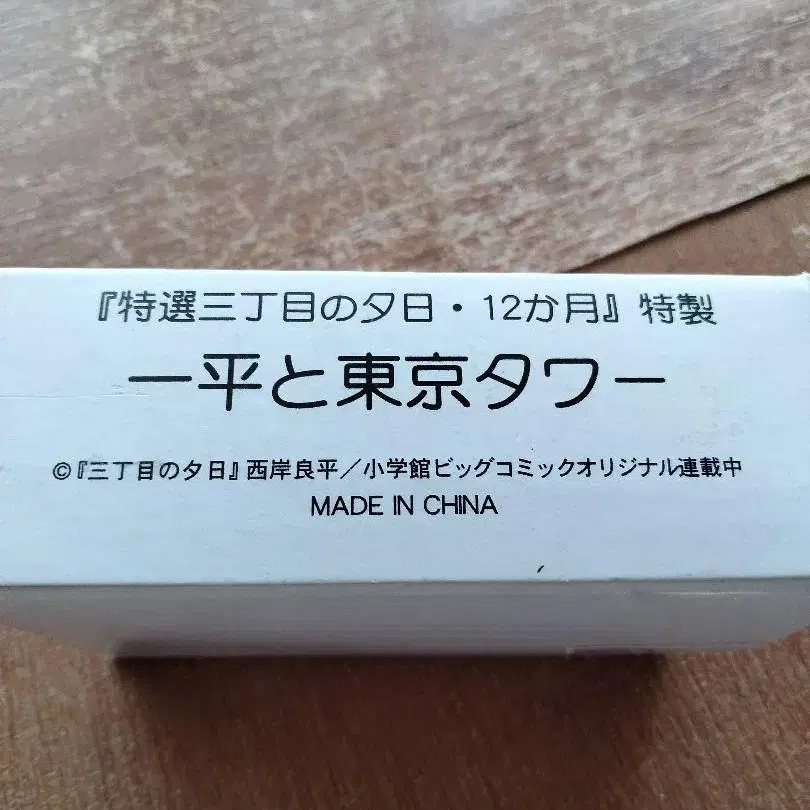 『特選三丁目の夕日・12か月』特製
一平と東京タワー
©『三丁目の夕日』西岸良平／小学館ビッグコミックオリジナル連載中
MADE IN CHINA